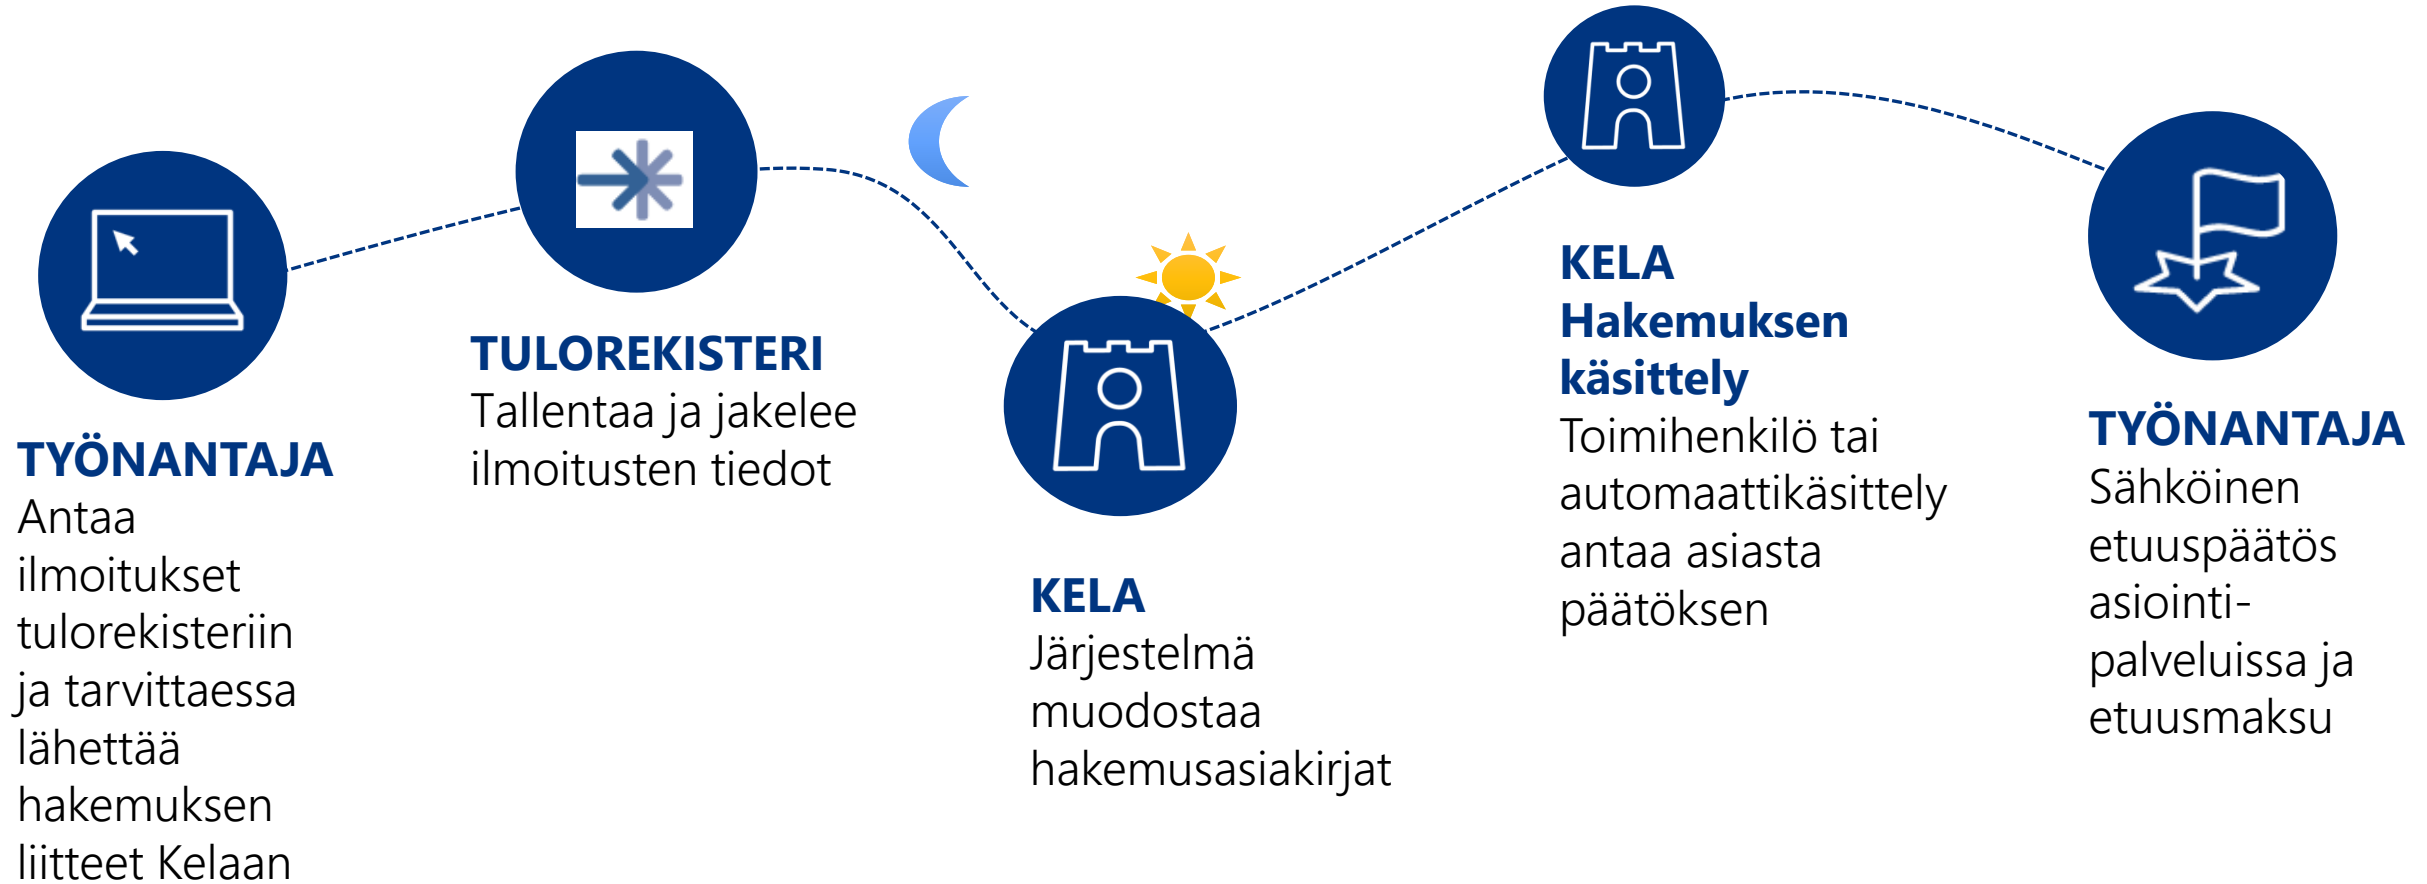 TYÖNANTAJA
Antaa
ilmoitukset
tulorekisteriin
ja tarvittaessa
lähettää
hakemuksen
liitteet Kelaan
TULOREKISTERI
Tallentaa ja jakelee
ilmoitusten tiedot
KELA
Järjestelmä
muodostaa
hakemusasiakirjat
KELA
Hakemuksen
käsittely
Toimihenkilö tai
automaattikäsittely
antaa asiasta
päätöksen
TYÖNANTAJA
Sähköinen
etuuspäätös
asiointi-
palveluissa ja
etuusmaksu